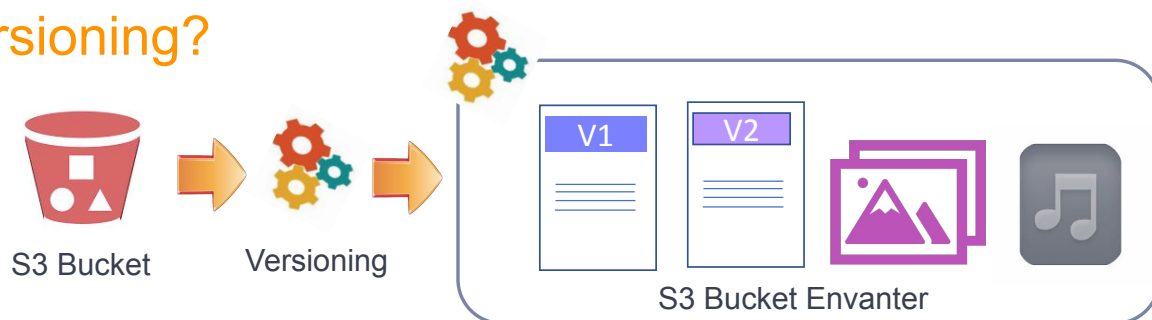 rsioning?
V1
V2
S3 Bucket
Versioning
S3 Bucket Envanter